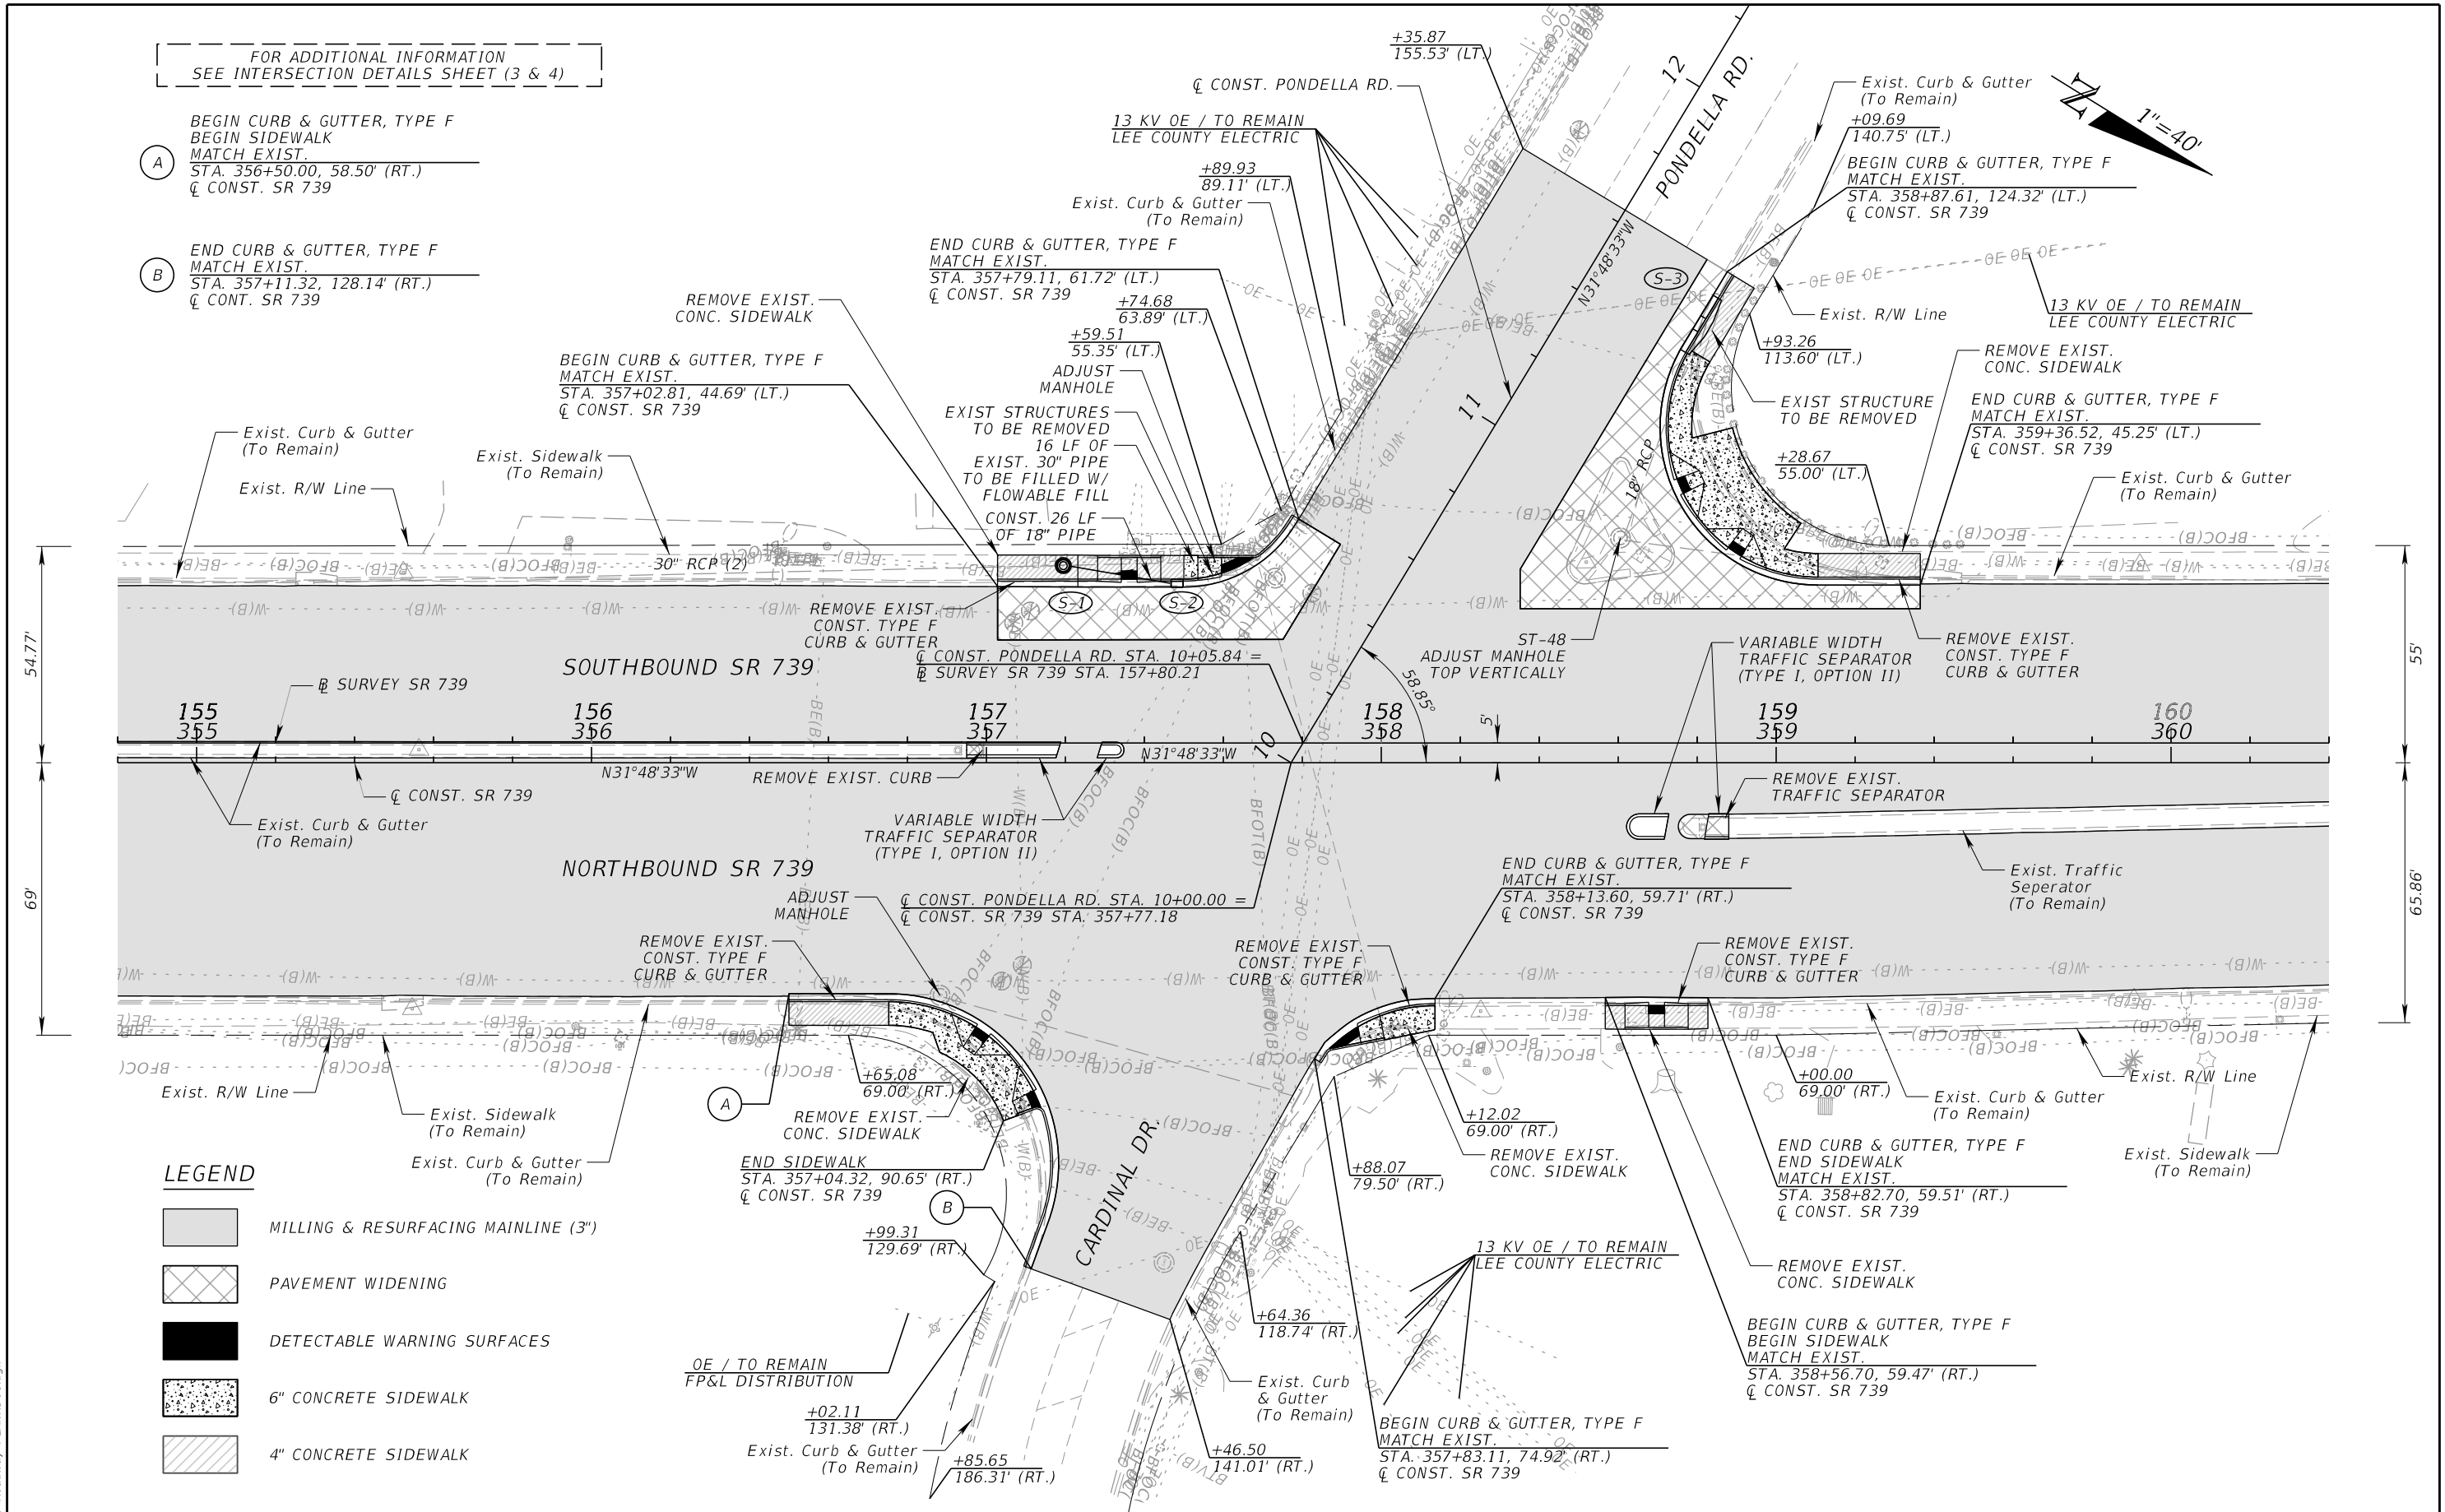 FOR ADDITIONAL INFORMATION
SEE INTERSECTION DETAILS SHEET (3 & 4)
A
BEGIN CURB & GUTTER, TYPE F
BEGIN SIDEWALK
MATCH EXIST.
STA. 356+50.00, 58.50' (RT.)
℄ CONST. SR 739
B
END CURB & GUTTER, TYPE F
MATCH EXIST.
STA. 357+11.32, 128.14' (RT.)
℄ CONT. SR 739
+35.87
155.53' (LT.)
℄ CONST. PONDELLA RD.
13 KV OE / TO REMAIN
LEE COUNTY ELECTRIC
+89.93
89.11' (LT.)
Exist. Curb & Gutter
(To Remain)
END CURB & GUTTER, TYPE F
MATCH EXIST.
STA. 357+79.11, 61.72' (LT.)
℄ CONST. SR 739
+74.68
63.89' (LT.)
+59.51
55.35' (LT.)
ADJUST
MANHOLE
EXIST STRUCTURES
TO BE REMOVED
16 LF OF
EXIST. 30" PIPE
TO BE FILLED W/
FLOWABLE FILL
CONST. 26 LF
OF 18" PIPE
REMOVE EXIST.
CONC. SIDEWALK
BEGIN CURB & GUTTER, TYPE F
MATCH EXIST.
STA. 357+02.81, 44.69' (LT.)
℄ CONST. SR 739
Exist. Curb & Gutter
(To Remain)
Exist. R/W Line
Exist. Sidewalk
(To Remain)
30" RCP (2)
12
PONDELLA RD.
N31°48'33"W
11
N
1"=40'
Exist. Curb & Gutter
(To Remain)
+09.69
140.75' (LT.)
BEGIN CURB & GUTTER, TYPE F
MATCH EXIST.
STA. 358+87.61, 124.32' (LT.)
℄ CONST. SR 739
S-3
13 KV OE / TO REMAIN
LEE COUNTY ELECTRIC
Exist. R/W Line
+93.26
113.60' (LT.)
REMOVE EXIST.
CONC. SIDEWALK
EXIST STRUCTURE
TO BE REMOVED
END CURB & GUTTER, TYPE F
MATCH EXIST.
STA. 359+36.52, 45.25' (LT.)
℄ CONST. SR 739
18" RCP
+28.67
55.00' (LT.)
Exist. Curb & Gutter
(To Remain)
S-1
S-2
REMOVE EXIST.
CONST. TYPE F
CURB & GUTTER
℄ CONST. PONDELLA RD. STA. 10+05.84 =
B̵L SURVEY SR 739 STA. 157+80.21
ST-48
ADJUST MANHOLE
TOP VERTICALLY
VARIABLE WIDTH
TRAFFIC SEPARATOR
(TYPE I, OPTION II)
REMOVE EXIST.
CONST. TYPE F
CURB & GUTTER
54.77'
55'
SOUTHBOUND SR 739
B̵L SURVEY SR 739
58.85°
5'
155 156 157 158 159 160
355 356 357 358 359 360
10
N31°48'33"W
N31°48'33"W
REMOVE EXIST. CURB
℄ CONST. SR 739
REMOVE EXIST.
TRAFFIC SEPARATOR
Exist. Curb & Gutter
(To Remain)
VARIABLE WIDTH
TRAFFIC SEPARATOR
(TYPE I, OPTION II)
NORTHBOUND SR 739
69'
65.86'
END CURB & GUTTER, TYPE F
MATCH EXIST.
STA. 358+13.60, 59.71' (RT.)
℄ CONST. SR 739
Exist. Traffic
Seperator
(To Remain)
ADJUST
MANHOLE
℄ CONST. PONDELLA RD. STA. 10+00.00 =
℄ CONST. SR 739 STA. 357+77.18
REMOVE EXIST.
CONST. TYPE F
CURB & GUTTER
REMOVE EXIST.
CONST. TYPE F
CURB & GUTTER
REMOVE EXIST.
CONST. TYPE F
CURB & GUTTER
Exist. R/W Line
Exist. Sidewalk
(To Remain)
Exist. Curb & Gutter
(To Remain)
A
+65.08
69.00' (RT.)
REMOVE EXIST.
CONC. SIDEWALK
END SIDEWALK
STA. 357+04.32, 90.65' (RT.)
℄ CONST. SR 739
B
CARDINAL DR.
+12.02
69.00' (RT.)
REMOVE EXIST.
CONC. SIDEWALK
+88.07
79.50' (RT.)
+00.00
69.00' (RT.)
Exist. R/W Line
Exist. Curb & Gutter
(To Remain)
Exist. Sidewalk
(To Remain)
END CURB & GUTTER, TYPE F
END SIDEWALK
MATCH EXIST.
STA. 358+82.70, 59.51' (RT.)
℄ CONST. SR 739
REMOVE EXIST.
CONC. SIDEWALK
BEGIN CURB & GUTTER, TYPE F
BEGIN SIDEWALK
MATCH EXIST.
STA. 358+56.70, 59.47' (RT.)
℄ CONST. SR 739
13 KV OE / TO REMAIN
LEE COUNTY ELECTRIC
+99.31
129.69' (RT.)
OE / TO REMAIN
FP&L DISTRIBUTION
+02.11
131.38' (RT.)
Exist. Curb & Gutter
(To Remain)
+85.65
186.31' (RT.)
+64.36
118.74' (RT.)
Exist. Curb
& Gutter
(To Remain)
+46.50
141.01' (RT.)
BEGIN CURB & GUTTER, TYPE F
MATCH EXIST.
STA. 357+83.11, 74.92' (RT.)
℄ CONST. SR 739
LEGEND
MILLING & RESURFACING MAINLINE (3")
PAVEMENT WIDENING
DETECTABLE WARNING SURFACES
6" CONCRETE SIDEWALK
4" CONCRETE SIDEWALK